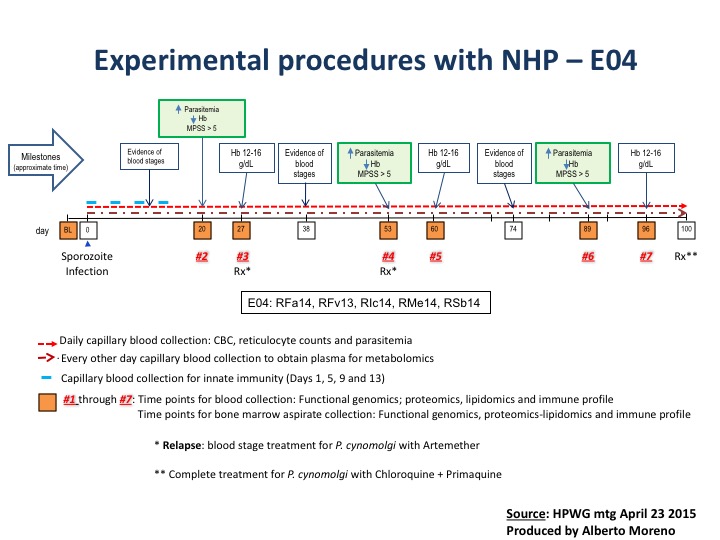 Experimental procedures with NHP – E04
Parasitemia
Hb
MPSS > 5
Milestones
(approximate time)
Evidence of
blood stages
Hb 12-16
g/dL
Evidence of
blood
stages
Parasitemia
Hb
MPSS > 5
Hb 12-16
g/dL
Evidence of
blood
stages
Parasitemia
Hb
MPSS > 5
Hb 12-16
g/dL
day BL 0 20 27 38 53 60 74 89 96 100
Sporozoite
Infection
#2 #3 #4 #5 #6 #7 Rx**
Rx* Rx*
E04: RFa14, RFv13, RIc14, RMe14, RSb14
Daily capillary blood collection: CBC, reticulocyte counts and parasitemia
Every other day capillary blood collection to obtain plasma for metabolomics
Capillary blood collection for innate immunity (Days 1, 5, 9 and 13)
#1 through #7: Time points for blood collection: Functional genomics; proteomics, lipidomics and immune profile
Time points for bone marrow aspirate collection: Functional genomics, proteomics-lipidomics and immune profile
* Relapse: blood stage treatment for P. cynomolgi with Artemether
** Complete treatment for P. cynomolgi with Chloroquine + Primaquine
Source: HPWG mtg April 23 2015
Produced by Alberto Moreno